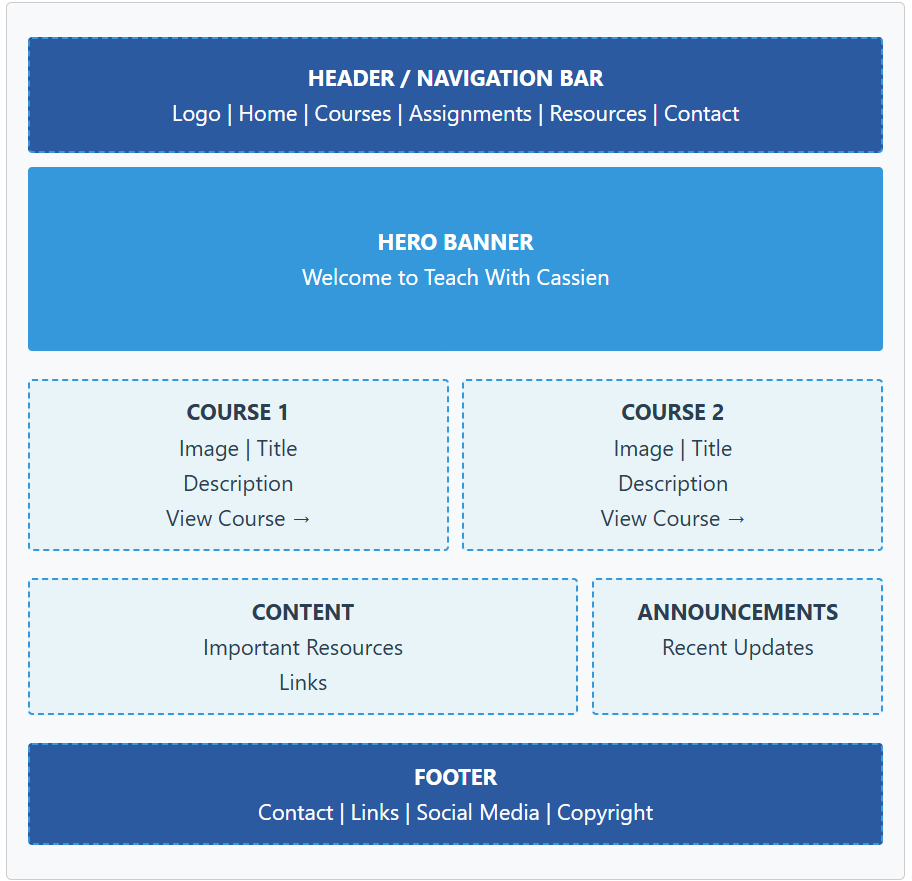 HEADER / NAVIGATION BAR
Logo | Home | Courses | Assignments | Resources | Contact
HERO BANNER
Welcome to Teach With Cassien
COURSE 1
Image | Title
Description
View Course →
COURSE 2
Image | Title
Description
View Course →
CONTENT
Important Resources
Links
ANNOUNCEMENTS
Recent Updates
FOOTER
Contact | Links | Social Media | Copyright